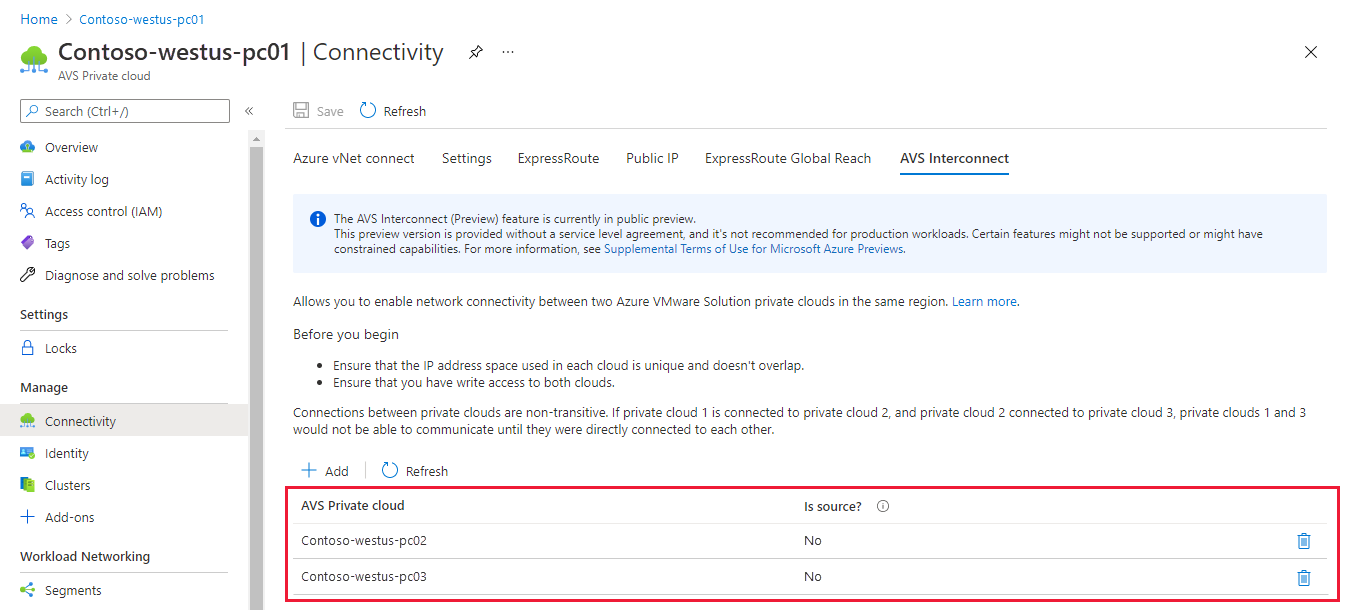 Home > Contoso-westus-pc01
Contoso-westus-pc01 | Connectivity ...
AVS Private cloud
Search (Ctrl+/) «
Overview
Activity log
Access control (IAM)
Tags
Diagnose and solve problems
Settings
Locks
Manage
Connectivity
Identity
Clusters
Add-ons
Workload Networking
Segments
Save Refresh
Azure vNet connect Settings ExpressRoute Public IP ExpressRoute Global Reach AVS Interconnect
The AVS Interconnect (Preview) feature is currently in public preview.
This preview version is provided without a service level agreement, and it's not recommended for production workloads. Certain features might not be supported or might have
constrained capabilities. For more information, see Supplemental Terms of Use for Microsoft Azure Previews.
Allows you to enable network connectivity between two Azure VMware Solution private clouds in the same region. Learn more.
Before you begin
• Ensure that the IP address space used in each cloud is unique and doesn't overlap.
• Ensure that you have write access to both clouds.
Connections between private clouds are non-transitive. If private cloud 1 is connected to private cloud 2, and private cloud 2 connected to private cloud 3, private clouds 1 and 3
would not be able to communicate until they were directly connected to each other.
Add Refresh
AVS Private cloud Is source?
Contoso-westus-pc02 No
Contoso-westus-pc03 No